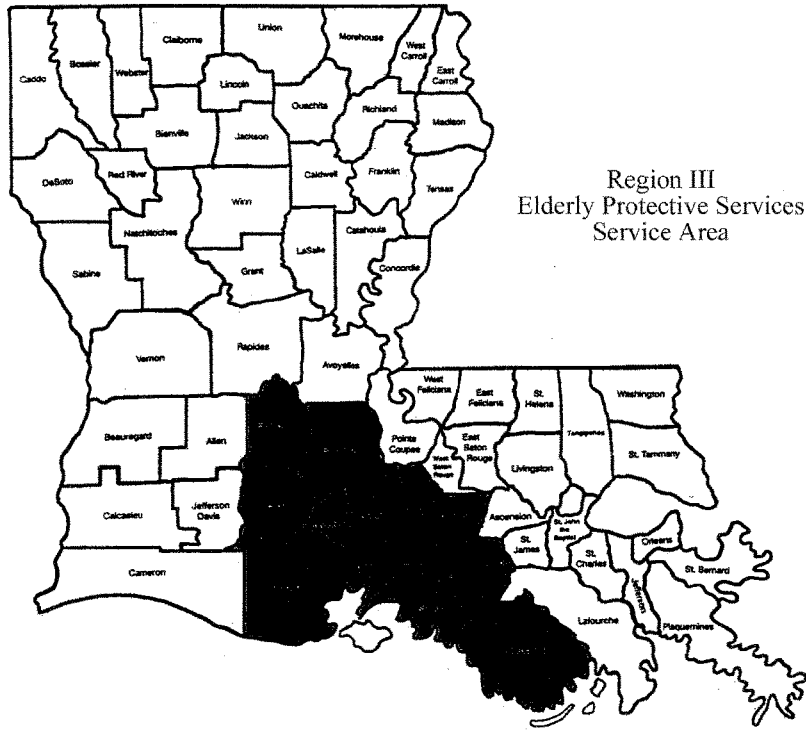 Claiborne
Union
Morehouse
West
Carroll
East
Carroll
Caddo
Bossier
Webster
Lincoln
Ouachita
Richland
Madison
Bienville
Jackson
DeSoto
Red River
Caldwell
Franklin
Tensas
Winn
Natchitoches
Sabine
Grant
LaSalle
Catahoula
Concordia
Region III
Elderly Protective Services
Service Area
Vernon
Rapides
Avoyelles
West
Feliciana
East
Feliciana
St.
Helena
Tangipahoa
Washington
Beauregard
Allen
Pointe
Coupee
West
Baton
Rouge
East
Baton
Rouge
Livingston
St. Tammany
Calcasieu
Jefferson
Davis
Ascension
St.
James
St. John
the
Baptist
St.
Charles
Orleans
St. Bernard
Cameron
Jefferson
Lafourche
Plaquemines